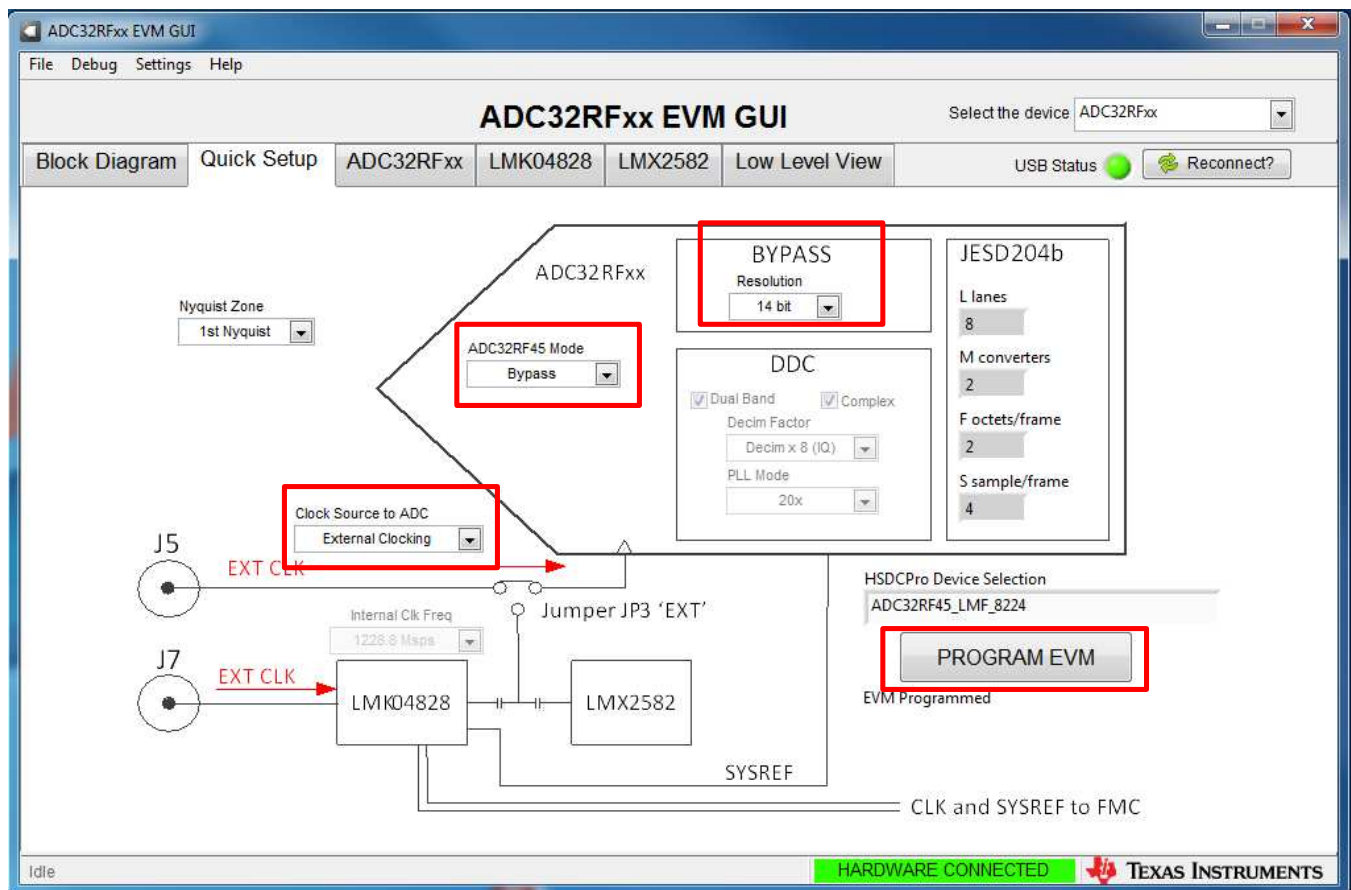 ADC32RFxx EVM GUI
File Debug Settings Help
ADC32RFxx EVM GUI
Select the device ADC32RFxx
Block Diagram Quick Setup ADC32RFxx LMK04828 LMX2582 Low Level View
USB Status Reconnect?
ADC32RFxx
BYPASS
Resolution
14 bit
JESD204b
L lanes
8
M converters
2
F octets/frame
2
S sample/frame
4
Nyquist Zone
1st Nyquist
ADC32RF45 Mode
Bypass
DDC
Dual Band Complex
Decim Factor
Decim x 8 (IQ)
PLL Mode
20x
Clock Source to ADC
External Clocking
J5
EXT CLK
Jumper JP3 'EXT'
Internal Clk Freq
1228.8 Msps
HSDCPro Device Selection
ADC32RF45_LMF_8224
PROGRAM EVM
EVM Programmed
J7
EXT CLK
LMK04828
LMX2582
SYSREF
CLK and SYSREF to FMC
Idle
HARDWARE CONNECTED
TEXAS INSTRUMENTS